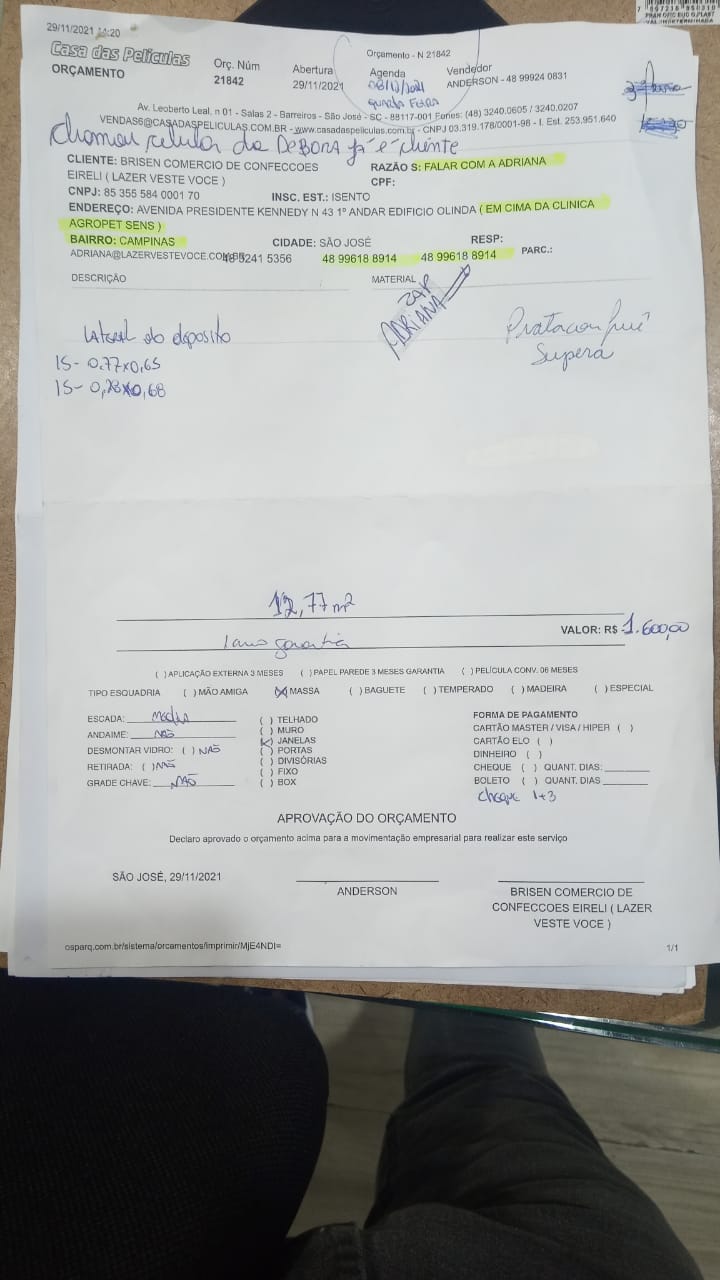 29/11/2021 14:20
Orçamento - N 21842
Casa das Películas
ORÇAMENTO
Orç. Núm
21842
Abertura
29/11/2021
Agenda
08/12/2021
quarta Feira
Vendedor
ANDERSON - 48 99924 0831
Av. Leoberto Leal, n 01 - Salas 2 - Barreiros - São José - SC - 88117-001 Fones: (48) 3240.0605 / 3240.0207
VENDAS6@CASADASPELICULAS.COM.BR - www.casadaspeliculas.com.br - CNPJ 03.319.178/0001-98 - I. Est. 253.951.640
chamar celular da DEBORA já é cliente
CLIENTE: BRISEN COMERCIO DE CONFECCOES
EIRELI ( LAZER VESTE VOCE )
RAZÃO S: FALAR COM A ADRIANA
CPF:
CNPJ: 85 355 584 0001 70
INSC. EST.: ISENTO
ENDEREÇO: AVENIDA PRESIDENTE KENNEDY N 43 1º ANDAR EDIFICIO OLINDA ( EM CIMA DA CLINICA
AGROPET SENS )
BAIRRO: CAMPINAS
CIDADE: SÃO JOSÉ
RESP:
ADRIANA@LAZERVESTEVOCE.COM.BR
48 3241 5356
48 99618 8914
48 99618 8914
PARC.:
DESCRIÇÃO
MATERIAL
ZAP
ADRIANA
Lateral do deposito
15- 0,77x0,65
15- 0,78x0,68
Supera
12,77 m²
VALOR: R$ 1.600,00
1 ano garantia
( ) APLICAÇÃO EXTERNA 3 MESES ( ) PAPEL PAREDE 3 MESES GARANTIA ( ) PELÍCULA CONV. 06 MESES
TIPO ESQUADRIA ( ) MÃO AMIGA (X) MASSA ( ) BAGUETE ( ) TEMPERADO ( ) MADEIRA ( ) ESPECIAL
ESCADA: media
ANDAIME: NÃO
DESMONTAR VIDRO: ( ) NÃO
RETIRADA: ( ) NÃO
GRADE CHAVE: NÃO
( ) TELHADO
( ) MURO
(X) JANELAS
( ) PORTAS
( ) DIVISÓRIAS
( ) FIXO
( ) BOX
FORMA DE PAGAMENTO
CARTÃO MASTER / VISA / HIPER ( )
CARTÃO ELO ( )
DINHEIRO ( )
CHEQUE ( ) QUANT. DIAS:
BOLETO ( ) QUANT. DIAS
cheque 1+3
APROVAÇÃO DO ORÇAMENTO
Declaro aprovado o orçamento acima para a movimentação empresarial para realizar este serviço
SÃO JOSÉ, 29/11/2021
ANDERSON
BRISEN COMERCIO DE
CONFECCOES EIRELI ( LAZER
VESTE VOCE )
osparq.com.br/sistema/orcamentos/imprimir/MjE4NDI=
1/1